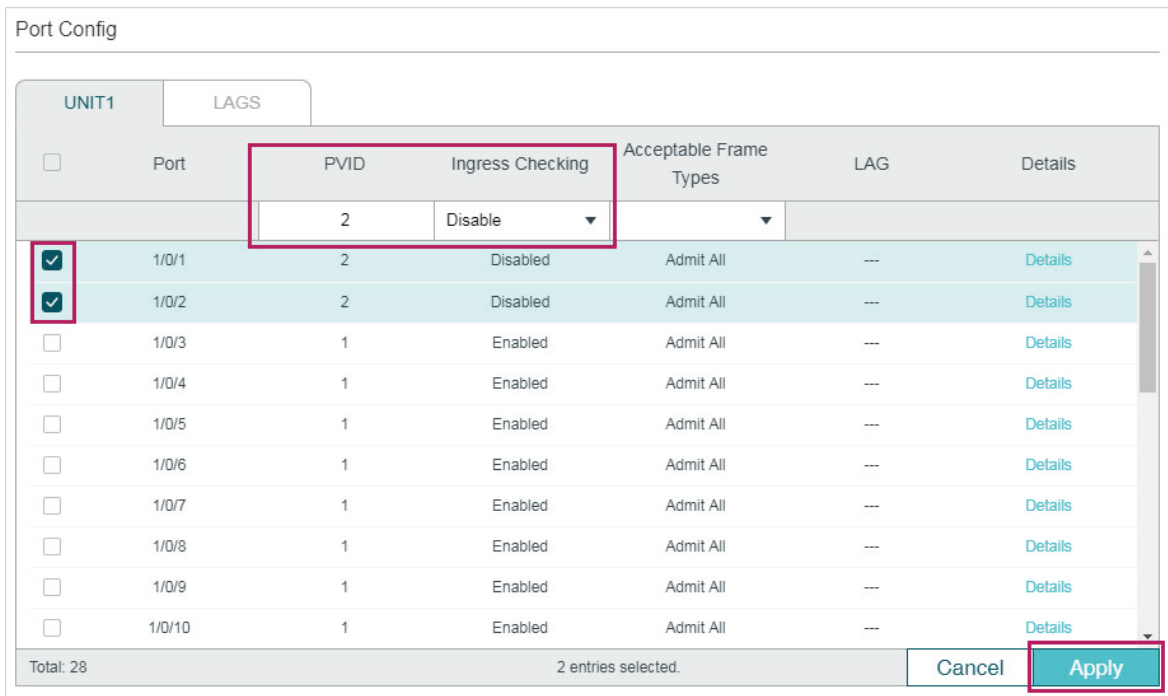 Port Config
UNIT1 LAGS
Port PVID Ingress Checking Acceptable Frame Types LAG Details
2 Disable
1/0/1 2 Disabled Admit All --- Details
1/0/2 2 Disabled Admit All --- Details
1/0/3 1 Enabled Admit All --- Details
1/0/4 1 Enabled Admit All --- Details
1/0/5 1 Enabled Admit All --- Details
1/0/6 1 Enabled Admit All --- Details
1/0/7 1 Enabled Admit All --- Details
1/0/8 1 Enabled Admit All --- Details
1/0/9 1 Enabled Admit All --- Details
1/0/10 1 Enabled Admit All --- Details
Total: 28 2 entries selected. Cancel Apply